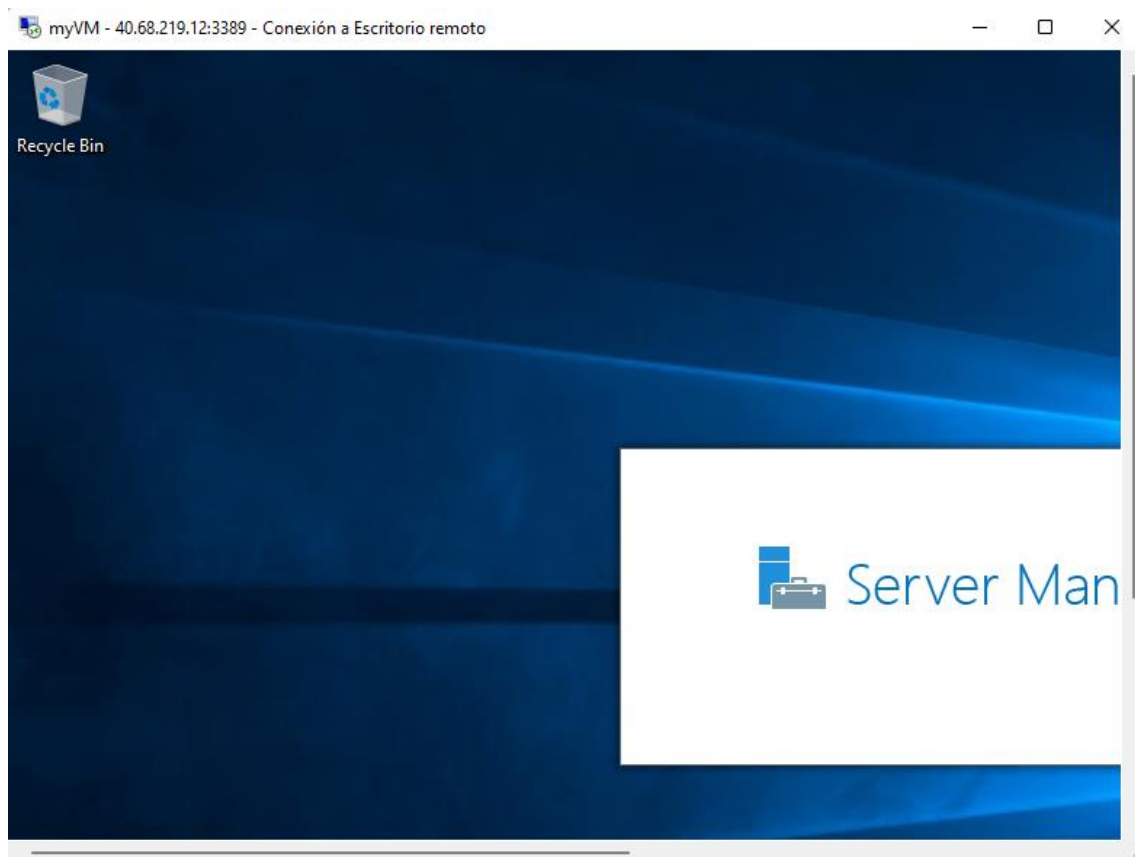 myVM - 40.68.219.12:3389 - Conexión a Escritorio remoto
Recycle Bin
Server Man